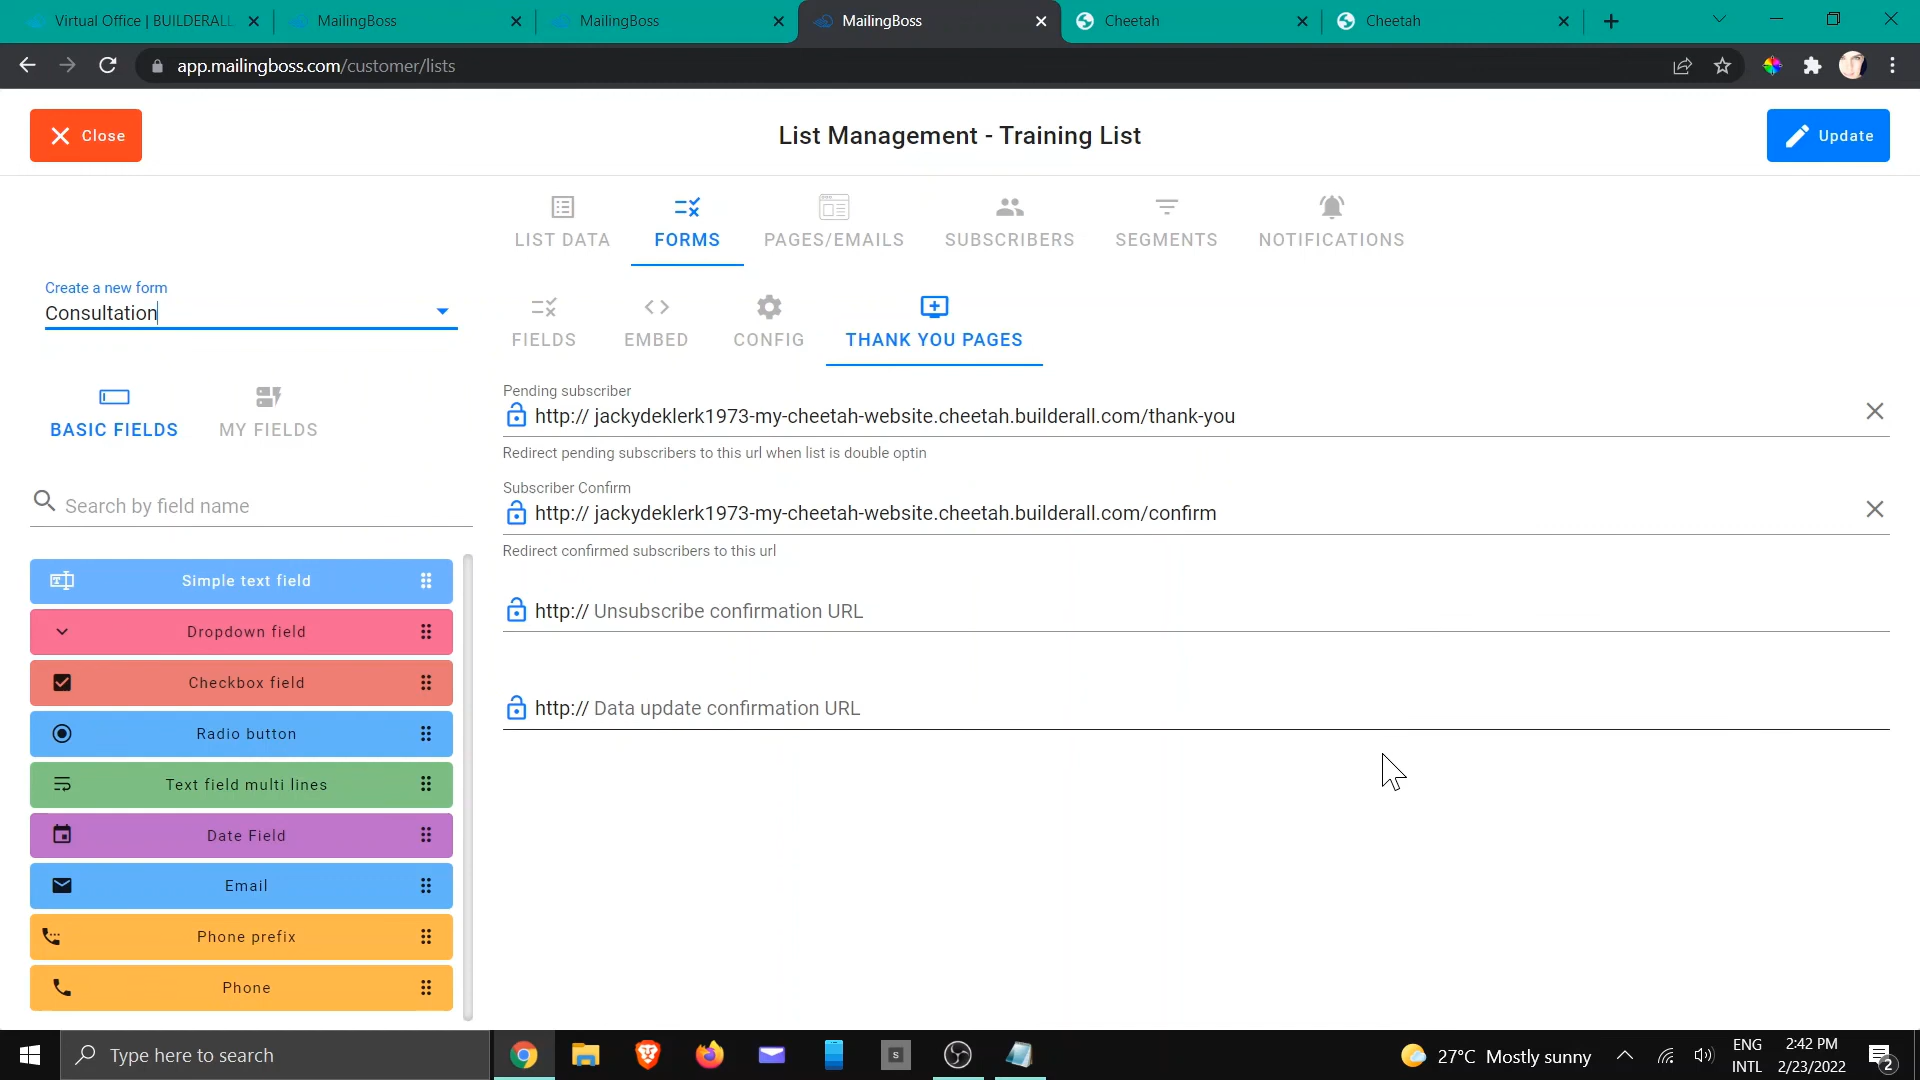 Virtual Office | BUILDERALL
MailingBoss
MailingBoss
MailingBoss
Cheetah
Cheetah
app.mailingboss.com/customer/lists
Close
List Management - Training List
Update
LIST DATA
FORMS
PAGES/EMAILS
SUBSCRIBERS
SEGMENTS
NOTIFICATIONS
Create a new form
Consultation
FIELDS
EMBED
CONFIG
THANK YOU PAGES
BASIC FIELDS
MY FIELDS
Search by field name
Simple text field
Dropdown field
Checkbox field
Radio button
Text field multi lines
Date Field
Email
Phone prefix
Phone
Pending subscriber
http:// jackydeklerk1973-my-cheetah-website.cheetah.builderall.com/thank-you
Redirect pending subscribers to this url when list is double optin
Subscriber Confirm
http:// jackydeklerk1973-my-cheetah-website.cheetah.builderall.com/confirm
Redirect confirmed subscribers to this url
http:// Unsubscribe confirmation URL
http:// Data update confirmation URL
Type here to search
S
27°C Mostly sunny
ENG
INTL
2:42 PM
2/23/2022
2